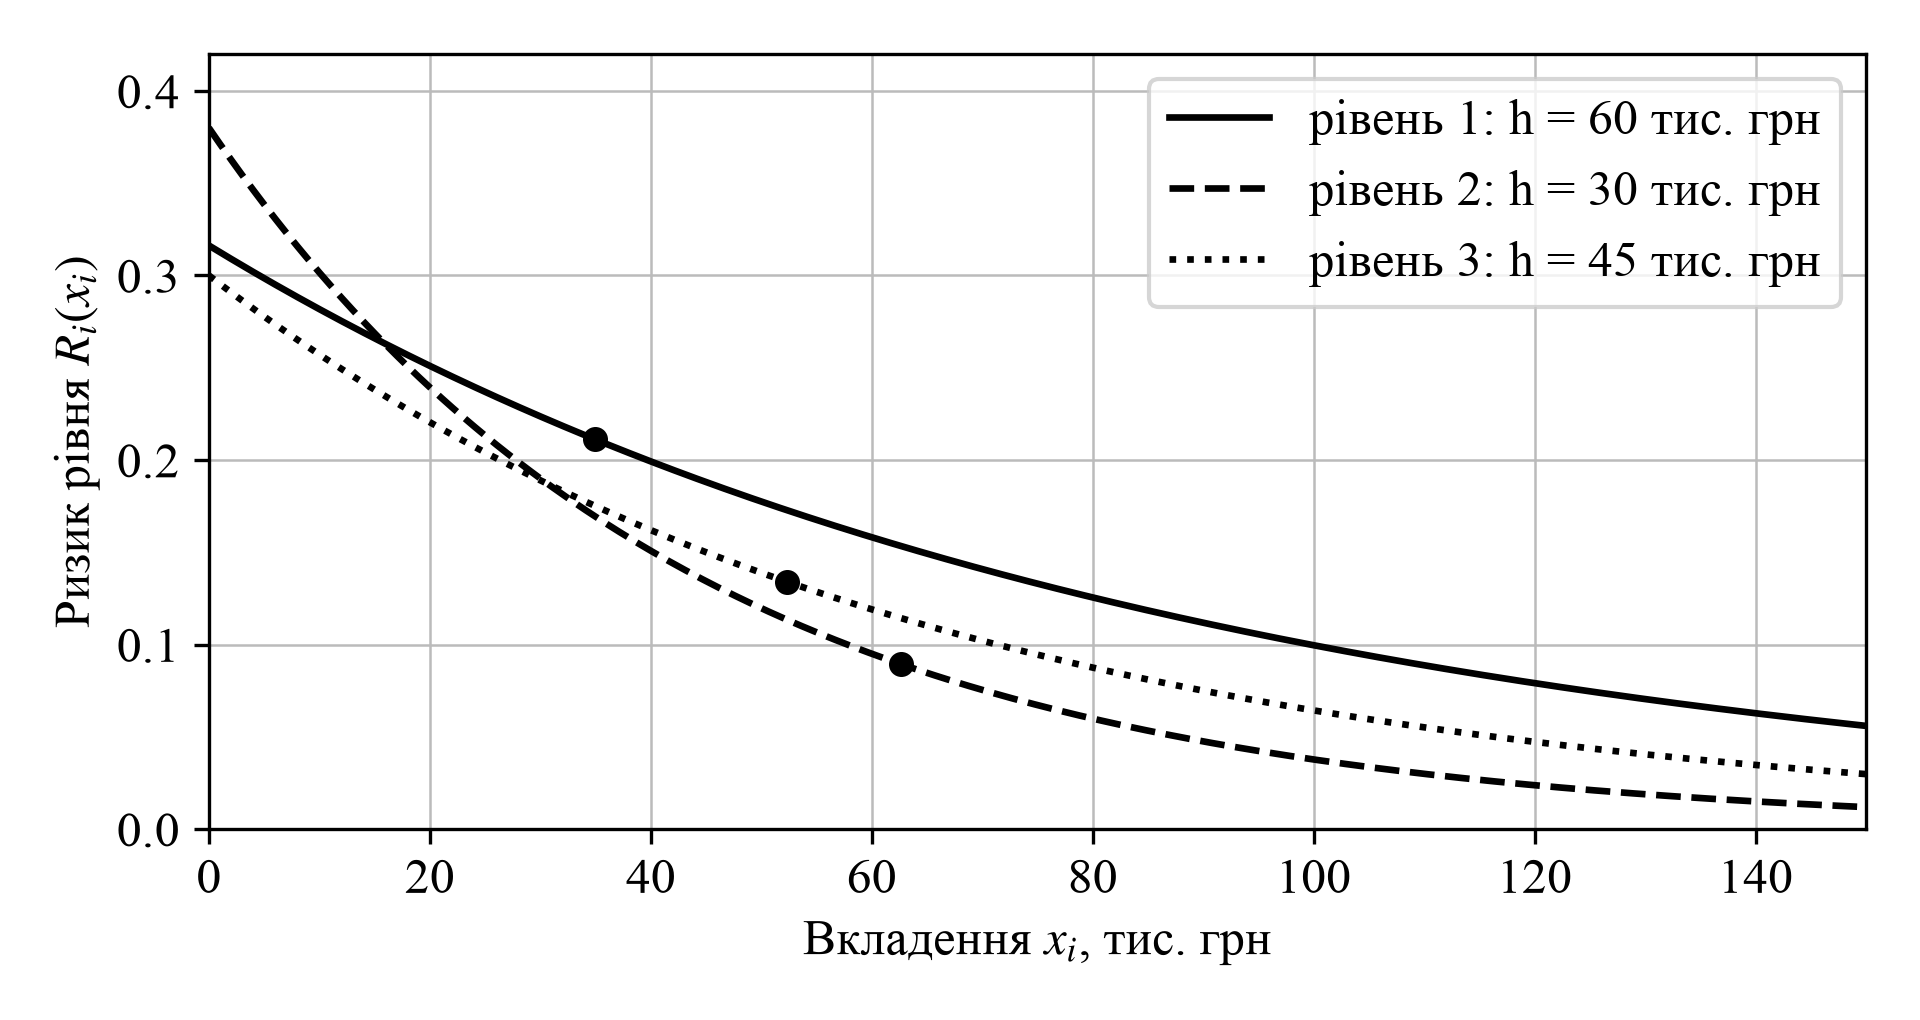 рівень 1: h = 60 тис. грн
рівень 2: h = 30 тис. грн
рівень 3: h = 45 тис. грн
Ризик рівня Rᵢ(xᵢ)
0.4
0.3
0.2
0.1
0.0
0 20 40 60 80 100 120 140
Вкладення xᵢ, тис. грн